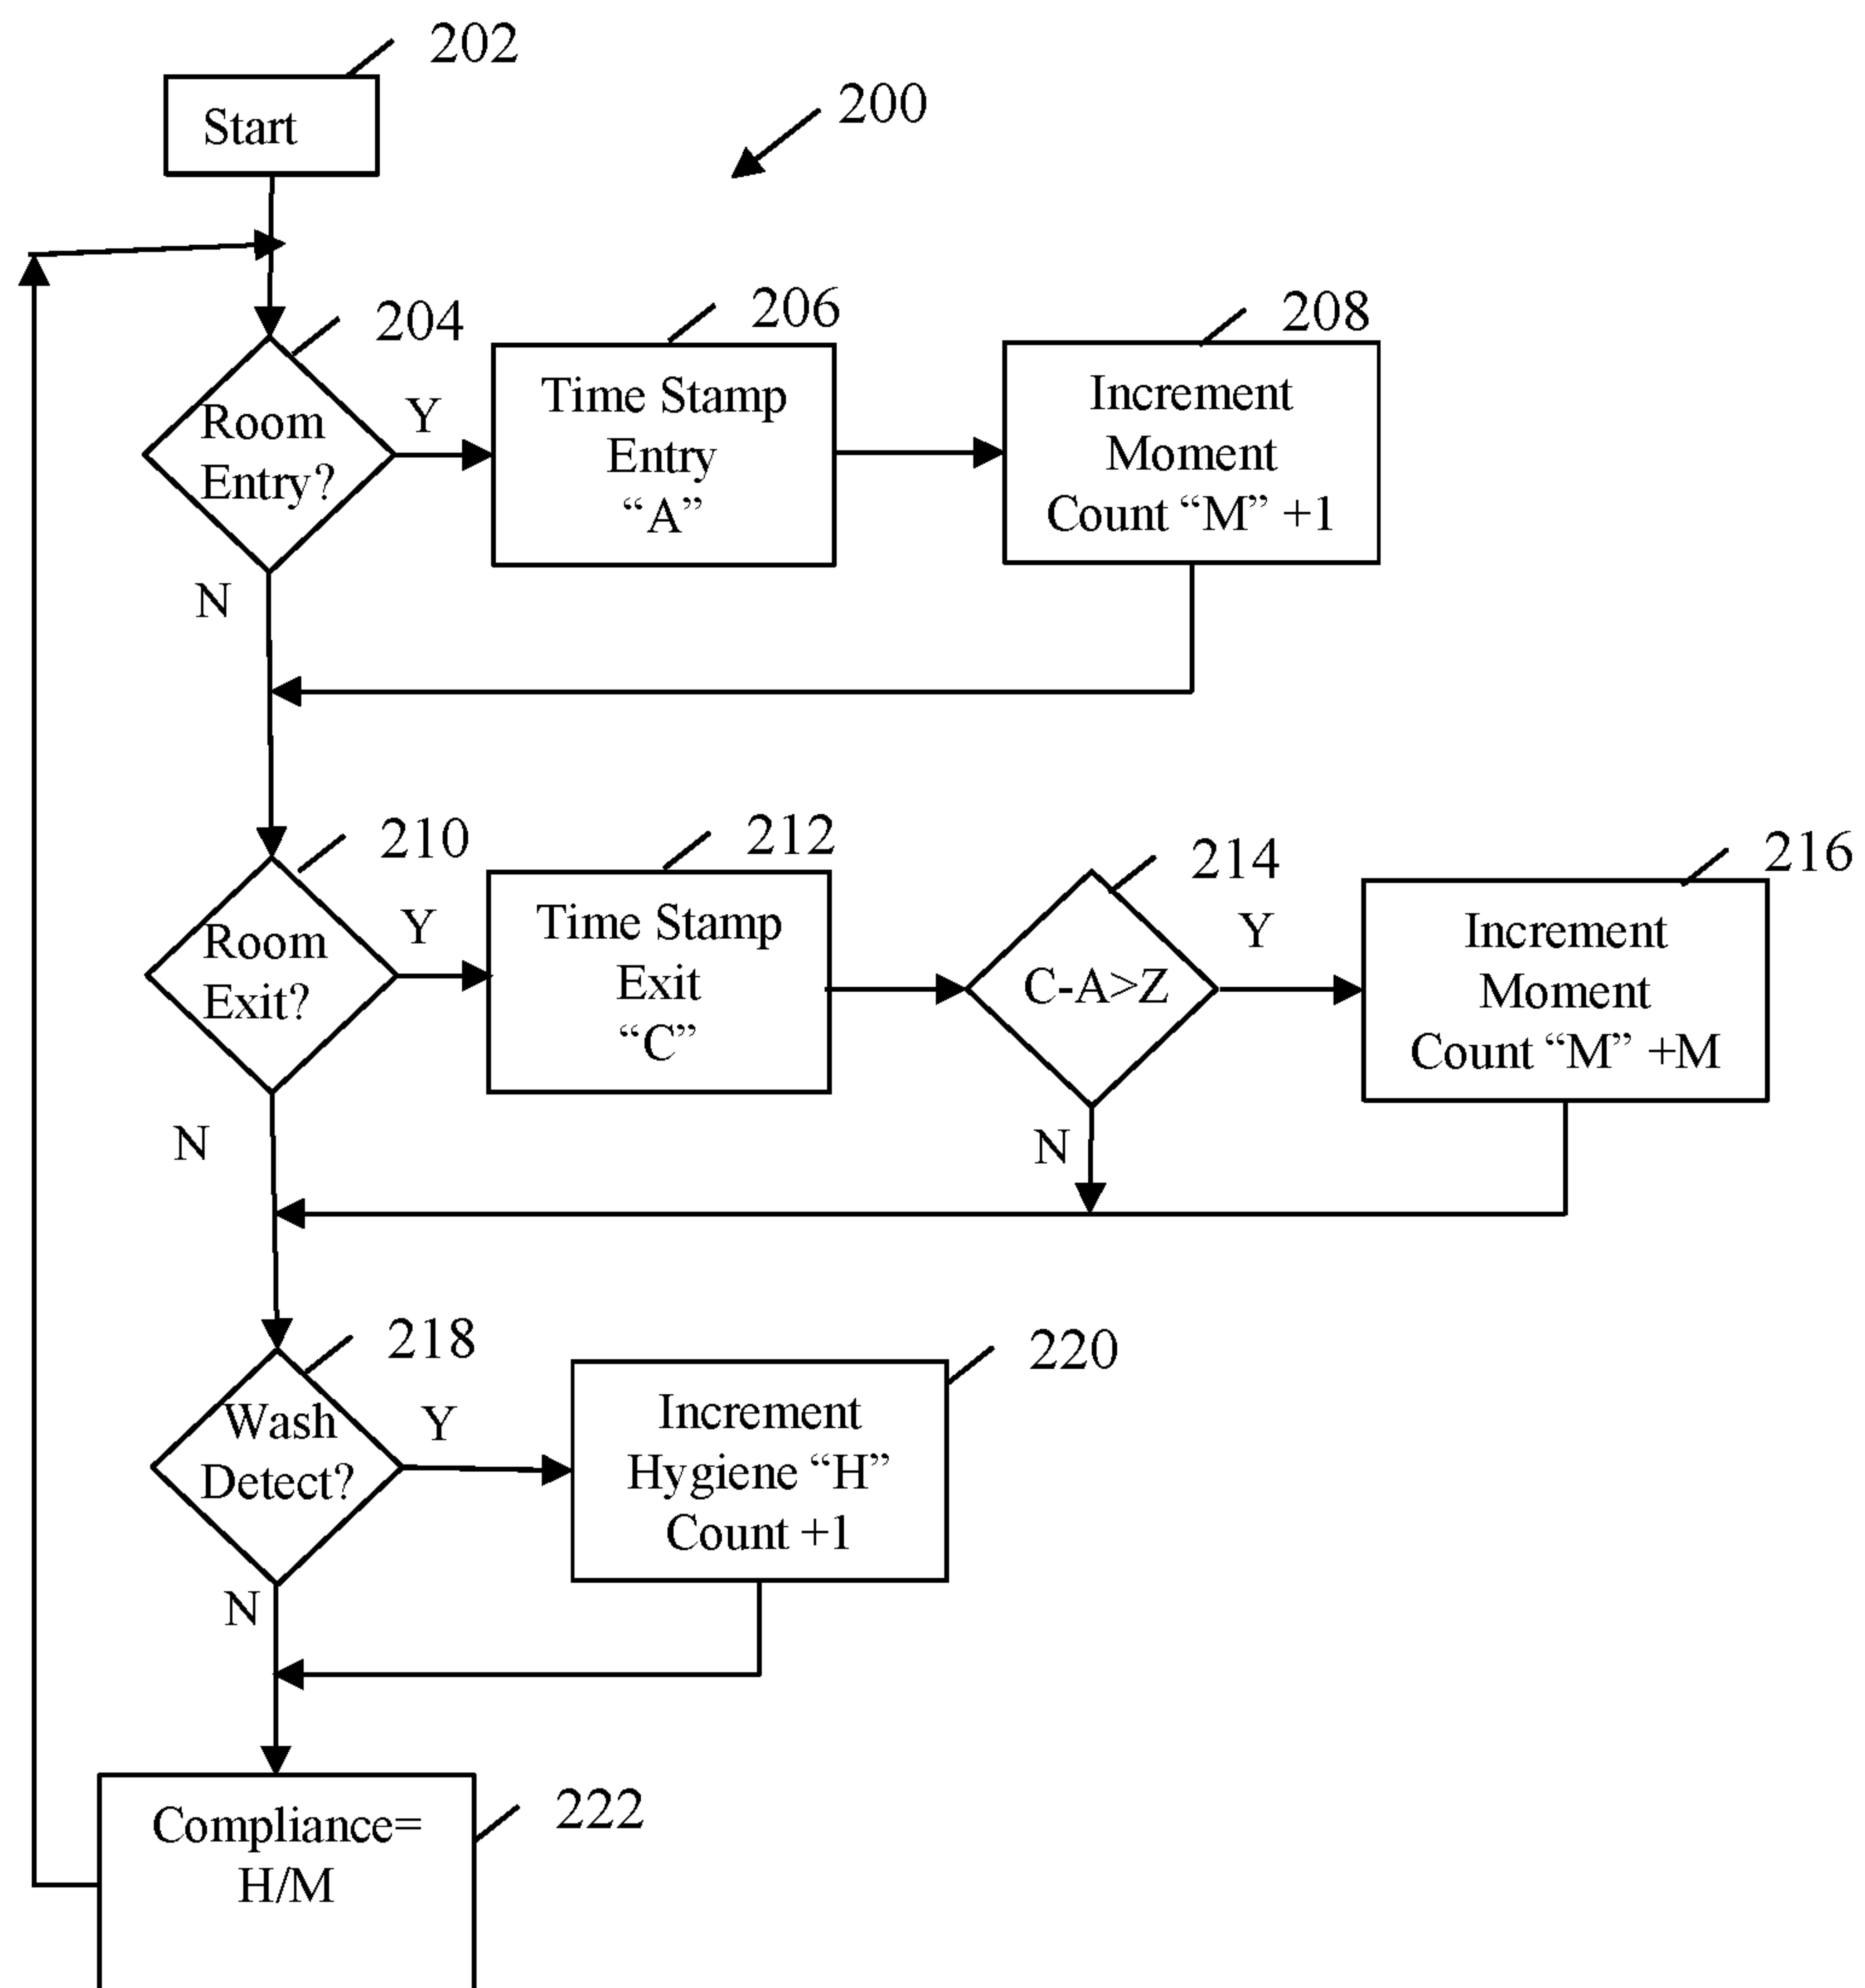 202
Start
200
204
Room
Entry?
Y
N
206
Time Stamp
Entry
“A”
208
Increment
Moment
Count “M” +1
210
Room
Exit?
Y
N
212
Time Stamp
Exit
“C”
214
C-A>Z
Y
N
216
Increment
Moment
Count “M” +M
218
Wash
Detect?
Y
N
220
Increment
Hygiene “H”
Count +1
222
Compliance=
H/M